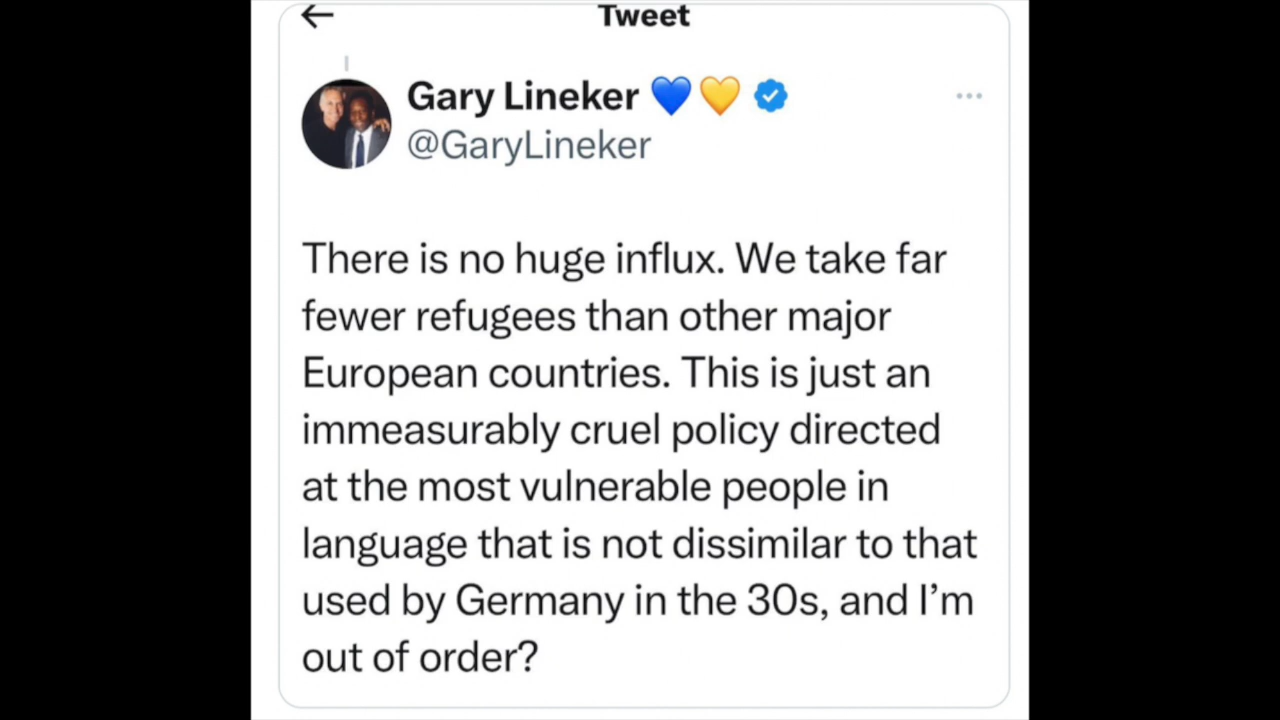 Tweet
Gary Lineker 💙 💛
@GaryLineker
There is no huge influx. We take far
fewer refugees than other major
European countries. This is just an
immeasurably cruel policy directed
at the most vulnerable people in
language that is not dissimilar to that
used by Germany in the 30s, and I’m
out of order?